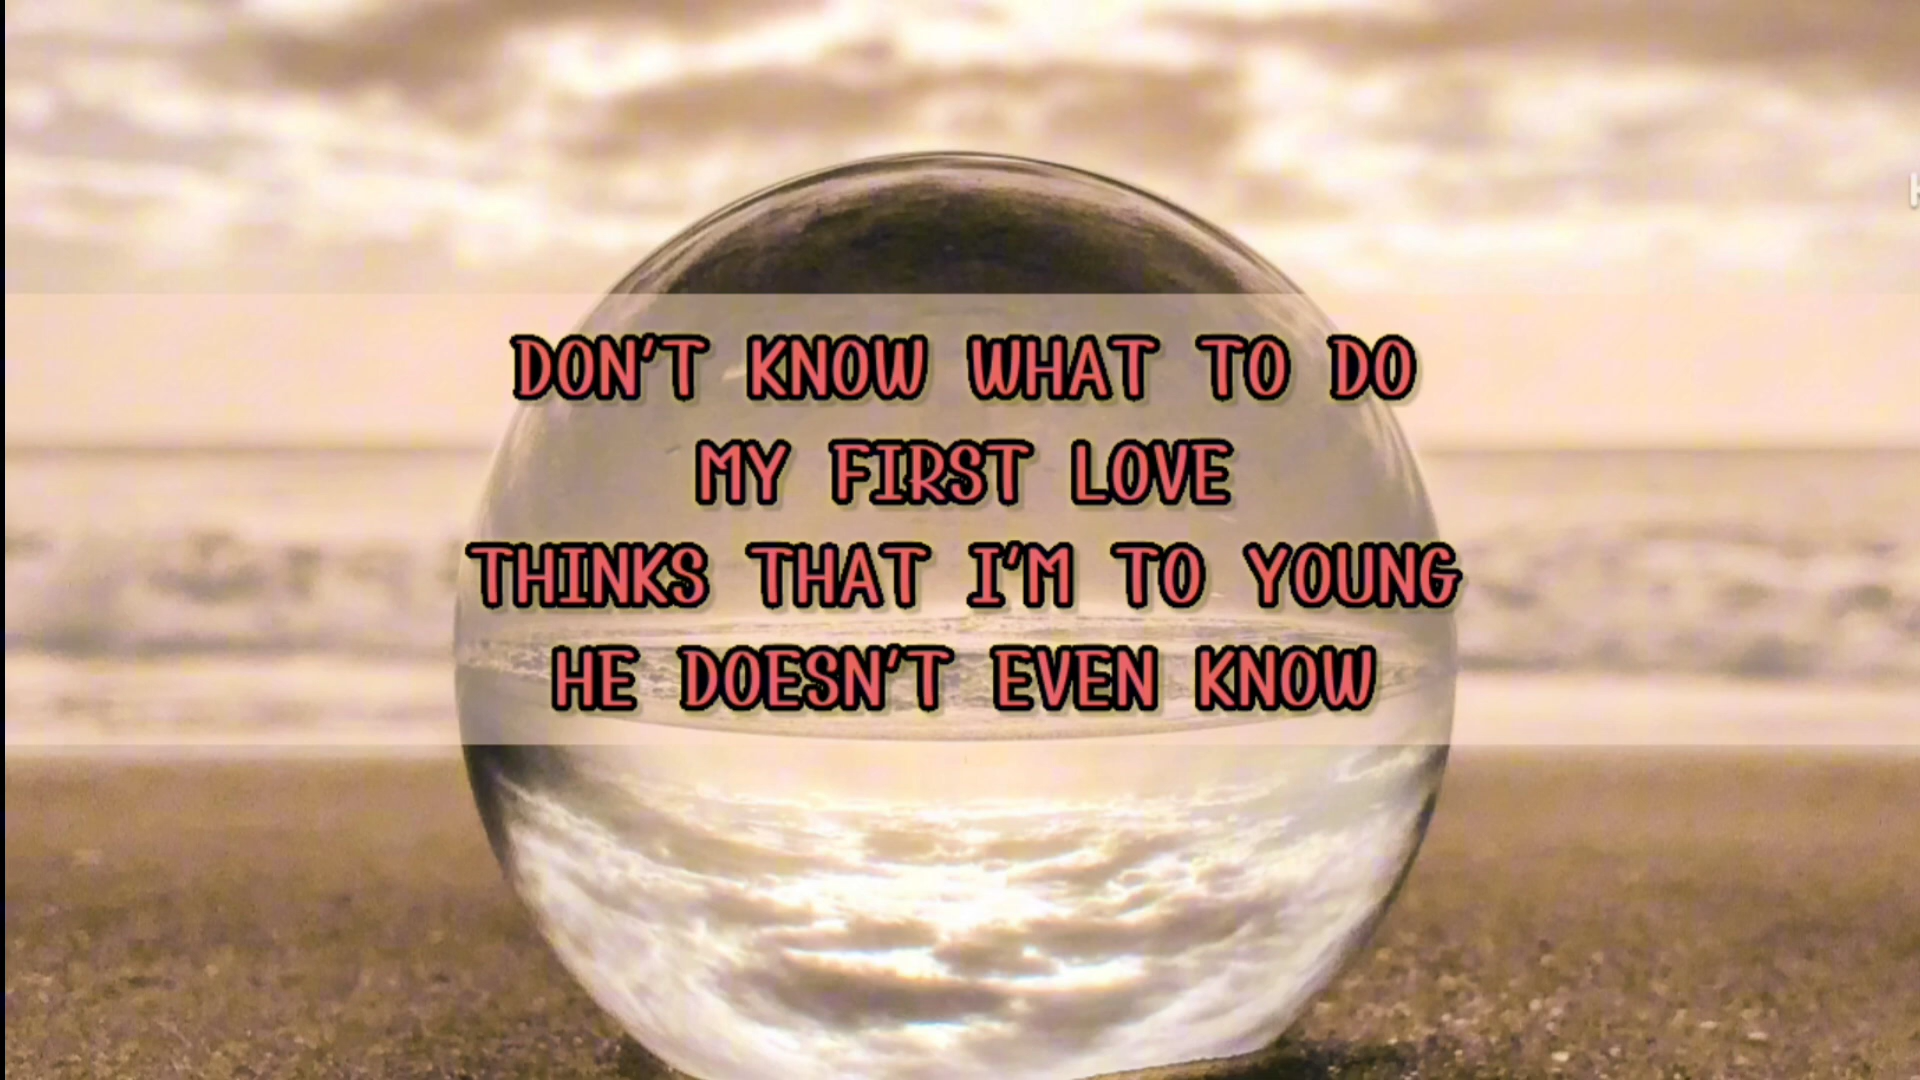 DON'T KNOW WHAT TO DO
MY FIRST LOVE
THINKS THAT I'M TO YOUNG
HE DOESN'T EVEN KNOW